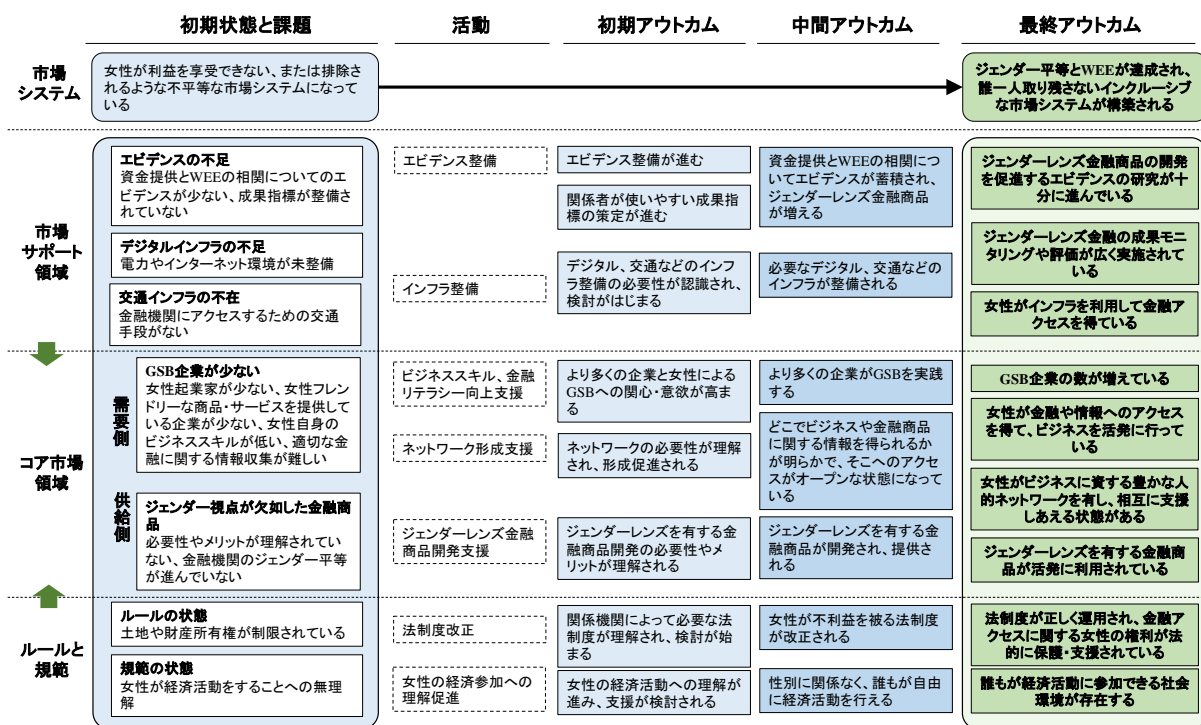 初期状態と課題
活動
初期アウトカム
中間アウトカム
最終アウトカム
市場
システム
女性が利益を享受できない、または排除さ
れるような不平等な市場システムになって
いる
ジェンダー平等とWEEが達成され、
誰一人取り残さないインクルーシブ
な市場システムが構築される
市場
サポート
領域
エビデンスの不足
資金提供とWEEの相関についてのエ
ビデンスが少ない、成果指標が整備さ
れていない
デジタルインフラの不足
電力やインターネット環境が未整備
交通インフラの不在
金融機関にアクセスするための交通
手段がない
エビデンス整備
インフラ整備
エビデンス整備が進む
関係者が使いやすい成果指
標の策定が進む
デジタル、交通などのインフ
ラ整備の必要性が認識され、
検討がはじまる
資金提供とWEEの相関につ
いてエビデンスが蓄積され、
ジェンダーレンズ金融商品
が増える
必要なデジタル、交通などの
インフラが整備される
ジェンダーレンズ金融商品の開発
を促進するエビデンスの研究が十
分に進んでいる
ジェンダーレンズ金融の成果モニ
タリングや評価が広く実施されて
いる
女性がインフラを利用して金融ア
クセスを得ている
コア市場
領域
需要側
GSB企業が少ない
女性起業家が少ない、女性フレン
ドリーな商品・サービスを提供して
いる企業が少ない、女性自身の
ビジネススキルが低い、適切な金
融に関する情報収集が難しい
供給側
ジェンダー視点が欠如した金融商
品
必要性やメリットが理解されてい
ない、金融機関のジェンダー平等
が進んでいない
ビジネススキル、金融
リテラシー向上支援
ネットワーク形成支援
ジェンダーレンズ金融
商品開発支援
より多くの企業と女性による
GSBへの関心・意欲が高ま
る
ネットワークの必要性が理解
され、形成促進される
ジェンダーレンズを有する金
融商品開発の必要性やメ
リットが理解される
より多くの企業がGSBを実践
する
どこでビジネスや金融商品
に関する情報を得られるか
が明らかで、そこへのアクセ
スがオープンな状態になって
いる
ジェンダーレンズを有する金
融商品が開発され、提供さ
れる
GSB企業の数が増えている
女性が金融や情報へのアクセス
を得て、ビジネスを活発に行って
いる
女性がビジネスに資する豊かな人
的ネットワークを有し、相互に支援
しあえる状態がある
ジェンダーレンズを有する金融商
品が活発に利用されている
ルールと
規範
ルールの状態
土地や財産所有権が制限されている
規範の状態
女性が経済活動をすることへの無理
解
法制度改正
女性の経済参加への
理解促進
関係機関によって必要な法
制度が理解され、検討が始
まる
女性の経済活動への理解が
進み、支援が検討される
女性が不利益を被る法制度
が改正される
性別に関係なく、誰もが自由
に経済活動を行える
法制度が正しく運用され、金融ア
クセスに関する女性の権利が法
的に保護・支援されている
誰もが経済活動に参加できる社会
環境が存在する